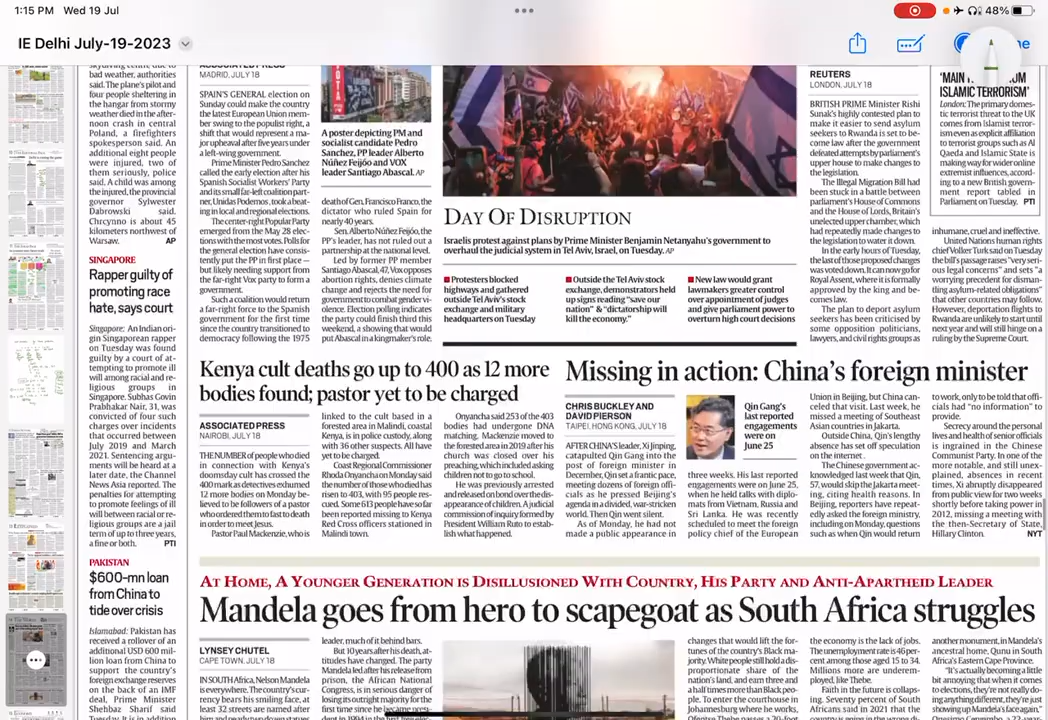 1:15 PM Wed 19 Jul
48%
IE Delhi July-19-2023
bad weather, authorities
said. The plane's pilot and
four people sheltering in
the hangar from stormy
weather died in the after-
noon crash in central
Poland, a firefighters
spokesperson said. An
additional eight people
were injured, two of
them seriously, police
said. A child was among
the injured, the provincial
governor Sylwester
Dabrowski said.
Chrcynno is about 45
kilometers northwest of
Warsaw. AP
SINGAPORE
Rapper guilty of
promoting race
hate, says court
Singapore: An Indian-ori-
gin Singaporean rapper
on Tuesday was found
guilty by a court of at-
tempting to promote ill
will among racial and re-
ligious groups in
Singapore. Subhas Govin
Prabhakar Nair, 31, was
convicted of four such
charges over incidents
that occurred between
July 2019 and March
2021. Sentencing argu-
ments will be heard at a
later date, the Channel
News Asia reported. The
penalties for attempting
to promote feelings of ill
will between racial or re-
ligious groups are a jail
term of up to three years,
a fine or both. PTI
PAKISTAN
$600-mn loan
from China to
tide over crisis
Islamabad: Pakistan has
received a rollover of an
additional USD 600 mil-
lion loan from China to
support the country's
foreign exchange reserves
on the back of an IMF
deal, Prime Minister
Shehbaz Sharif said
MADRID, JULY 18
SPAIN'S GENERAL election on
Sunday could make the country
the latest European Union mem-
ber swing to the populist right, a
shift that would represent a ma-
jor upheaval after five years under
a left-wing government.
Prime Minister Pedro Sanchez
called the early election after his
Spanish Socialist Workers' Party
and its small far-left coalition part-
ner, Unidas Podemos, took a beat-
ing in local and regional elections.
The center-right Popular Party
emerged from the May 28 elec-
tions with the most votes. Polls for
the general election have consis-
tently put the PP in first place —
but likely needing support from
the far-right Vox party to form a
government.
Such a coalition would return
a far-right force to the Spanish
government for the first time
since the country transitioned to
democracy following the 1975
A poster depicting PM and
socialist candidate Pedro
Sanchez, PP leader Alberto
Núñez Feijóo and VOX
leader Santiago Abascal. AP
death of Gen. Francisco Franco, the
dictator who ruled Spain for
nearly 40 years.
Sen. Alberto Núñez Feijóo, the
PP's leader, has not ruled out a
partnership at the national level.
Led by former PP member
Santiago Abascal, 47, Vox opposes
abortion rights, denies climate
change and rejects the need for
government to combat gender vi-
olence. Election polling indicates
the party could finish third this
weekend, a showing that would
put Abascal in a kingmaker's role.
DAY OF DISRUPTION
Israelis protest against plans by Prime Minister Benjamin Netanyahu's government to
overhaul the judicial system in Tel Aviv, Israel, on Tuesday. AP
Protesters blocked
highways and gathered
outside Tel Aviv's stock
exchange and military
headquarters on Tuesday
Outside the Tel Aviv stock
exchange, demonstrators held
up signs reading "save our
nation" & "dictatorship will
kill the economy."
New law would grant
lawmakers greater control
over appointment of judges
and give parliament power to
overturn high court decisions
REUTERS
LONDON, JULY 18
BRITISH PRIME Minister Rishi
Sunak's highly contested plan to
make it easier to send asylum
seekers to Rwanda is set to be-
come law after the government
defeated attempts by parliament's
upper house to make changes to
the legislation.
The Illegal Migration Bill had
been stuck in a battle between
parliament's House of Commons
and the House of Lords, Britain's
unelected upper chamber, which
had repeatedly made changes to
the legislation to water it down.
In the early hours of Tuesday,
the last of those proposed changes
was voted down. It can now go for
Royal Assent, where it is formally
approved by the king and be-
comes law.
The plan to deport asylum
seekers has been criticised by
some opposition politicians,
lawyers, and civil rights groups as
ISLAMIC TERRORISM'
London: The primary domes-
tic terrorist threat to the UK
comes from Islamist terror-
ism even as explicit affiliation
to terrorist groups such as Al
Qaeda and Islamic State is
making way for wider online
extremist influences, accord-
ing to a new British govern-
ment report tabled in
Parliament on Tuesday. PTI
inhumane, cruel and ineffective.
United Nations human rights
chief Volker Turk said on Tuesday
the bill's passage raises "very seri-
ous legal concerns" and sets "a
worrying precedent for disman-
tling asylum-related obligations"
that other countries may follow.
However, deportation flights to
Rwanda are unlikely to start until
next year and will still hinge on a
ruling by the Supreme Court.
Kenya cult deaths go up to 400 as 12 more
bodies found; pastor yet to be charged
ASSOCIATED PRESS
NAIROBI, JULY 18
THE NUMBER of people who died
in connection with Kenya's
doomsday cult has crossed the
400 mark as detectives exhumed
12 more bodies on Monday be-
lieved to be followers of a pastor
who ordered them to fast to death
in order to meet Jesus.
Pastor Paul Mackenzie, who is
linked to the cult based in a
forested area in Malindi, coastal
Kenya, is in police custody, along
with 36 other suspects. All have
yet to be charged.
Coast Regional Commissioner
Rhoda Onyancha on Monday said
the number of those who died has
risen to 403, with 95 people res-
cued. Some 613 people have so far
been reported missing to Kenya
Red Cross officers stationed in
Malindi town.
Onyancha said 253 of the 403
bodies had undergone DNA
matching. Mackenzie moved to
the forested area in 2019 after his
church was closed over his
preaching, which included asking
children not to go to school.
He was previously arrested
and released on bond over the dis-
appearance of children. A judicial
commission of inquiry formed by
President William Ruto to estab-
lish what happened.
Missing in action: China's foreign minister
CHRIS BUCKLEY AND
DAVID PIERSON
TAIPEI, HONG KONG, JULY 18
AFTER CHINA's leader, Xi Jinping,
catapulted Qin Gang into the
post of foreign minister in
December, Qin set a frantic pace,
meeting dozens of foreign offi-
cials as he pressed Beijing's
agenda in a divided, war-stricken
world. Then Qin went silent.
As of Monday, he had not
made a public appearance in
Qin Gang's
last reported
engagements
were on
June 25
three weeks. His last reported
engagements were on June 25,
when he held talks with diplo-
mats from Vietnam, Russia and
Sri Lanka. He was recently
scheduled to meet the foreign
policy chief of the European
Union in Beijing, but China can-
celed that visit. Last week, he
missed a meeting of Southeast
Asian countries in Jakarta.
Outside China, Qin's lengthy
absence has set off speculation
on the internet.
The Chinese government ac-
knowledged last week that Qin,
57, would skip the Jakarta meet-
ing, citing health reasons. In
Beijing, reporters have repeat-
edly asked the foreign ministry,
including on Monday, questions
such as when Qin would return
to work, only to be told that offi-
cials had "no information" to
provide.
Secrecy around the personal
lives and health of senior officials
is ingrained in the Chinese
Communist Party. In one of the
more notable, and still unex-
plained, absences in recent
times, Xi abruptly disappeared
from public view for two weeks
shortly before taking power in
2012, missing a meeting with
the then-Secretary of State,
Hillary Clinton. NYT
AT HOME, A YOUNGER GENERATION IS DISILLUSIONED WITH COUNTRY, HIS PARTY AND ANTI-APARTHEID LEADER
Mandela goes from hero to scapegoat as South Africa struggles
LYNSEY CHUTEL
CAPE TOWN, JULY 18
IN SOUTH AFRICA, Nelson Mandela
is everywhere. The country's cur-
rency bears his smiling face, at
least 32 streets are named after
leader, much of it behind bars.
But 10 years after his death, at-
titudes have changed. The party
Mandela led after his release from
prison, the African National
Congress, is in serious danger of
losing its outright majority for the
first time since he became presi-
changes that would lift the for-
tunes of the country's Black ma-
jority. White people still hold a dis-
proportionate share of the
nation's land, and earn three and
a half times more than Black peo-
ple. To enter the courthouse in
Johannesburg where he works,
the economy is the lack of jobs.
The unemployment rate is 46 per
cent among those aged 15 to 34.
Millions more are underem-
ployed, like Thebe.
Faith in the future is collaps-
ing. Seventy percent of South
Africans said in 2021 that the
another monument, in Mandela's
ancestral home, Qunu in South
Africa's Eastern Cape Province.
"It's actually becoming a little
bit annoying that when it comes
to elections, they're not really do-
ing anything different, they're just
showing up Mandela's face again,"